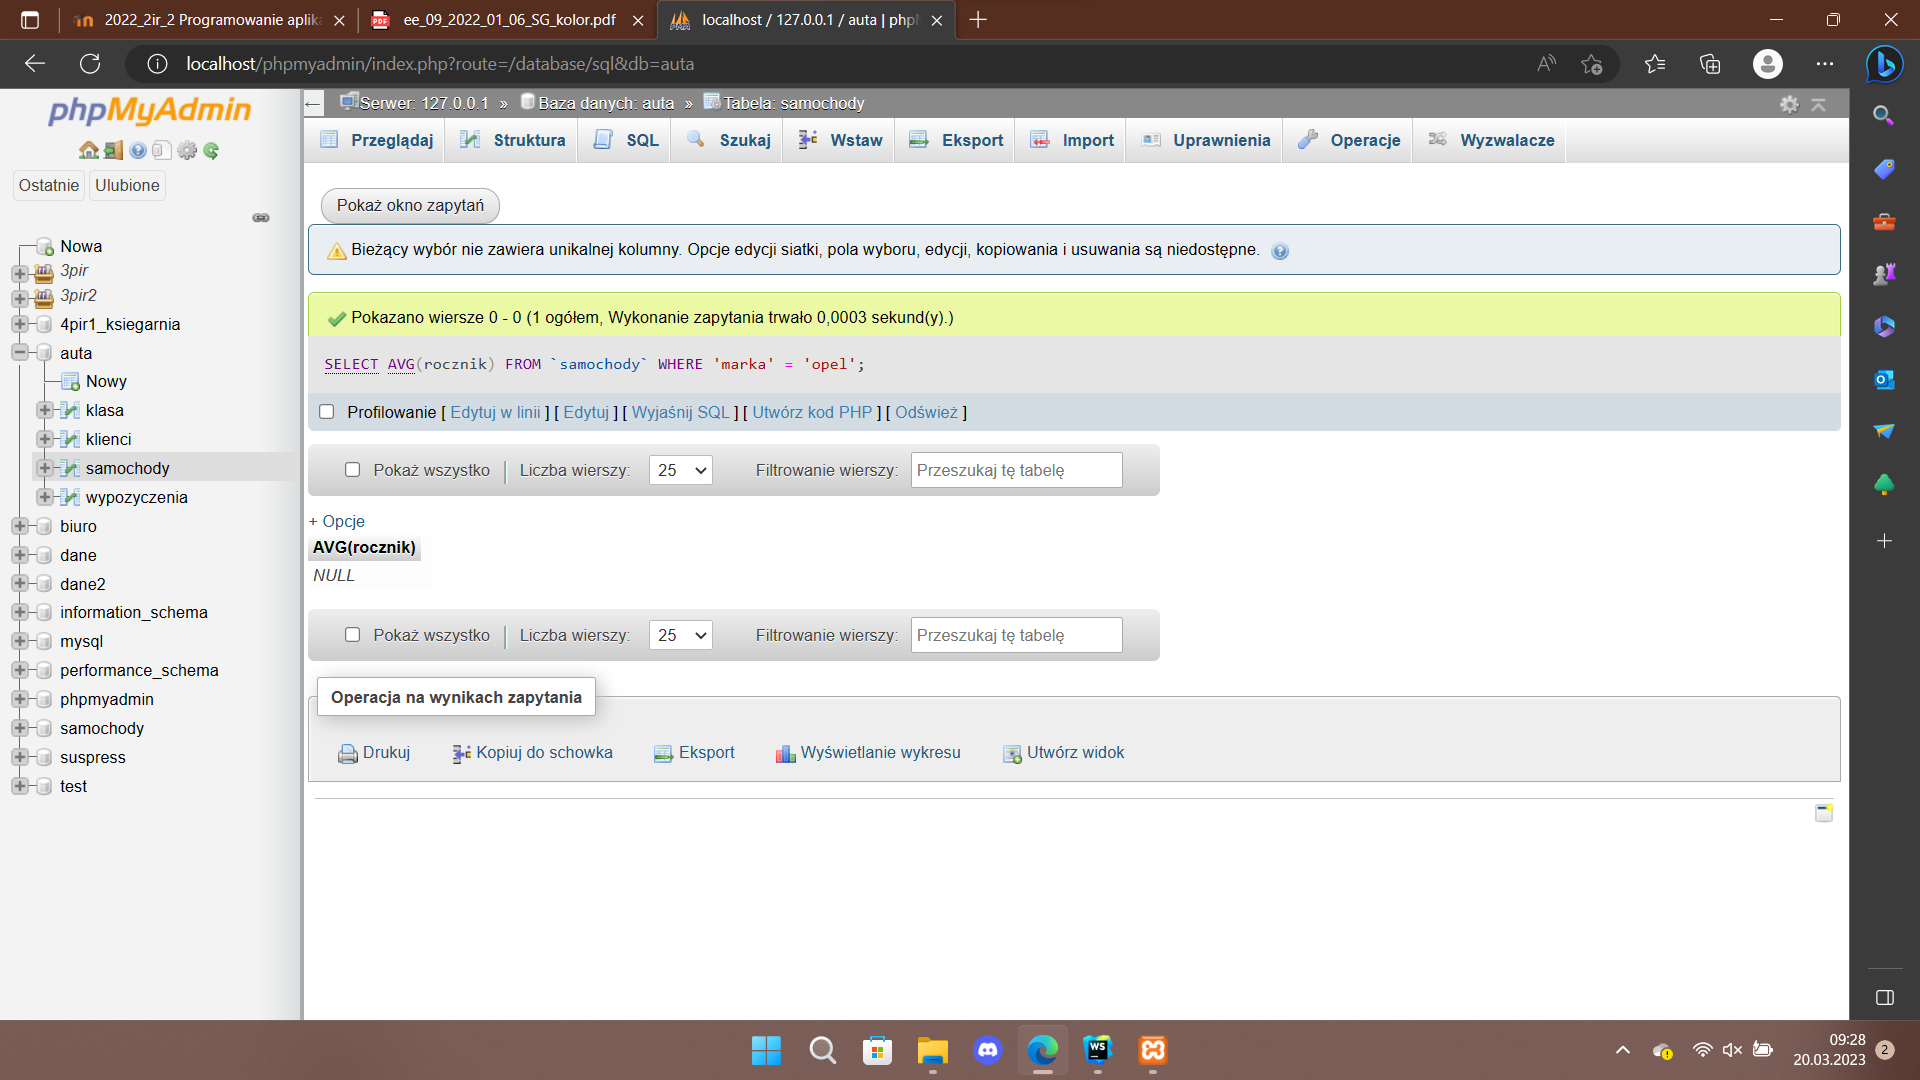 2022_2ir_2 Programowanie aplika
ee_09_2022_01_06_SG_kolor.pdf
localhost / 127.0.0.1 / auta | phpM
localhost/phpmyadmin/index.php?route=/database/sql&db=auta
phpMyAdmin
Ostatnie
Ulubione
Nowa
3pir
3pir2
4pir1_ksiegarnia
auta
Nowy
klasa
klienci
samochody
wypozyczenia
biuro
dane
dane2
information_schema
mysql
performance_schema
phpmyadmin
samochody
suspress
test
Serwer: 127.0.0.1 » Baza danych: auta » Tabela: samochody
Przeglądaj
Struktura
SQL
Szukaj
Wstaw
Eksport
Import
Uprawnienia
Operacje
Wyzwalacze
Pokaż okno zapytań
Bieżący wybór nie zawiera unikalnej kolumny. Opcje edycji siatki, pola wyboru, edycji, kopiowania i usuwania są niedostępne.
Pokazano wiersze 0 - 0 (1 ogółem, Wykonanie zapytania trwało 0,0003 sekund(y).)
SELECT AVG(rocznik) FROM `samochody` WHERE 'marka' = 'opel';
Profilowanie [ Edytuj w linii ] [ Edytuj ] [ Wyjaśnij SQL ] [ Utwórz kod PHP ] [ Odśwież ]
Pokaż wszystko
Liczba wierszy:
25
Filtrowanie wierszy:
Przeszukaj tę tabelę
+ Opcje
AVG(rocznik)
NULL
Pokaż wszystko
Liczba wierszy:
25
Filtrowanie wierszy:
Przeszukaj tę tabelę
Operacja na wynikach zapytania
Drukuj
Kopiuj do schowka
Eksport
Wyświetlanie wykresu
Utwórz widok
WS
09:28
20.03.2023
2